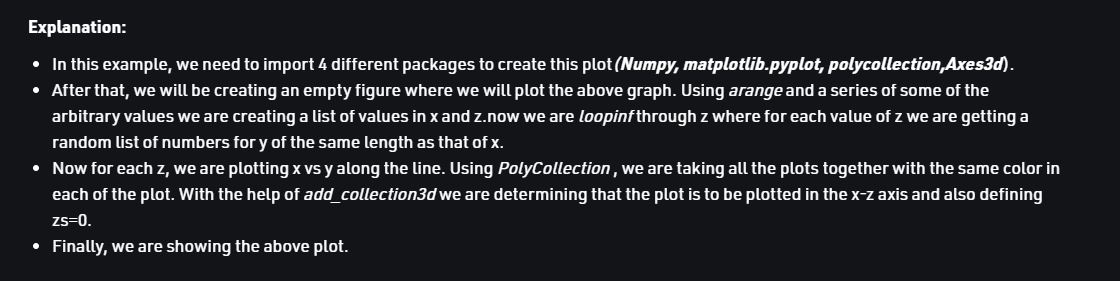 Explanation:
• In this example, we need to import 4 different packages to create this plot(Numpy, matplotlib.pyplot, polycollection,Axes3d).
• After that, we will be creating an empty figure where we will plot the above graph. Using arange and a series of some of the
arbitrary values we are creating a list of values in x and z.now we are loopinf through z where for each value of z we are getting a
random list of numbers for y of the same length as that of x.
• Now for each z, we are plotting x vs y along the line. Using PolyCollection , we are taking all the plots together with the same color in
each of the plot. With the help of add_collection3d we are determining that the plot is to be plotted in the x-z axis and also defining
zs=0.
• Finally, we are showing the above plot.